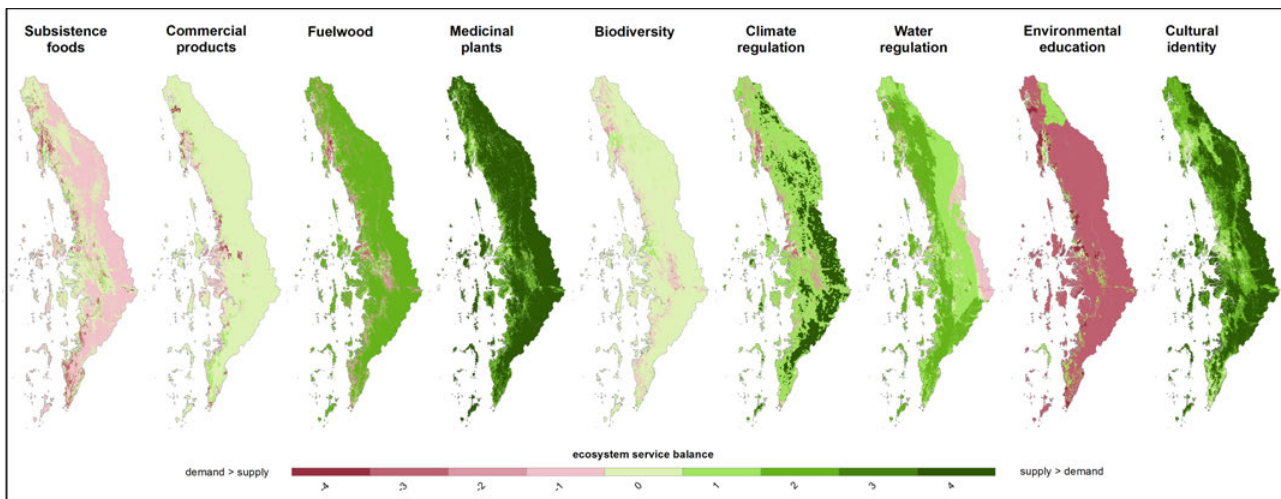 Subsistence
foods
Commercial
products
Fuelwood
Medicinal
plants
Biodiversity
Climate
regulation
Water
regulation
Environmental
education
Cultural
identity
ecosystem service balance
demand > supply
supply > demand
-4
-3
-2
-1
0
1
2
3
4